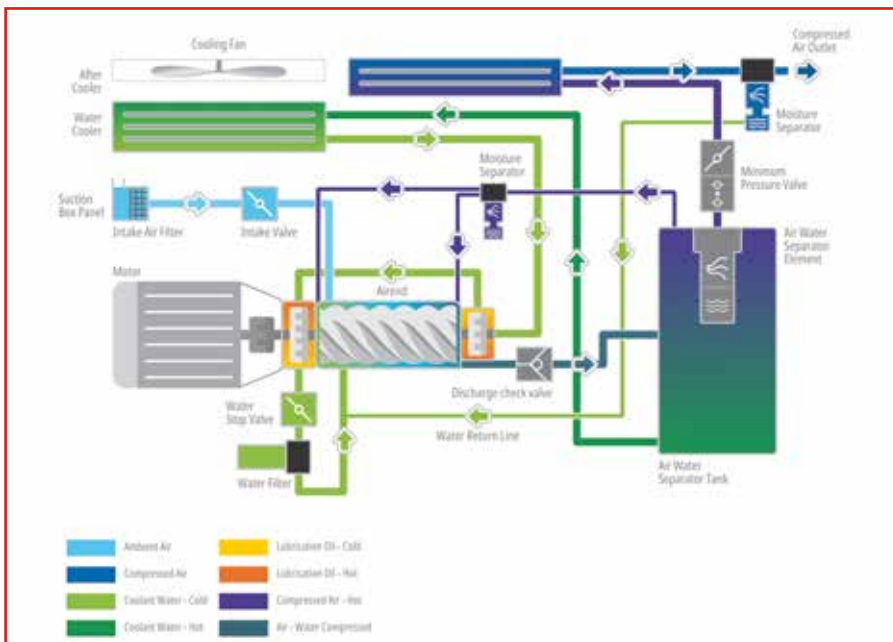 Cooling Fan
After
Cooler
Compressed
Air Outlet
Water
Cooler
Moisture
Separator
Moisture
Separator
Minimum
Pressure Valve
Suction
Box Panel
Intake Air Filter
Intake Valve
Air Water
Separator
Element
Motor
Airend
Discharge check valve
Water
Stop Valve
Water Return Line
Water Filter
Air Water
Separator Tank
Ambient Air
Lubrication Oil - Cold
Compressed Air
Lubrication Oil - Hot
Coolant Water - Cold
Compressed Air - Hot
Coolant Water - Hot
Air - Water Compressed